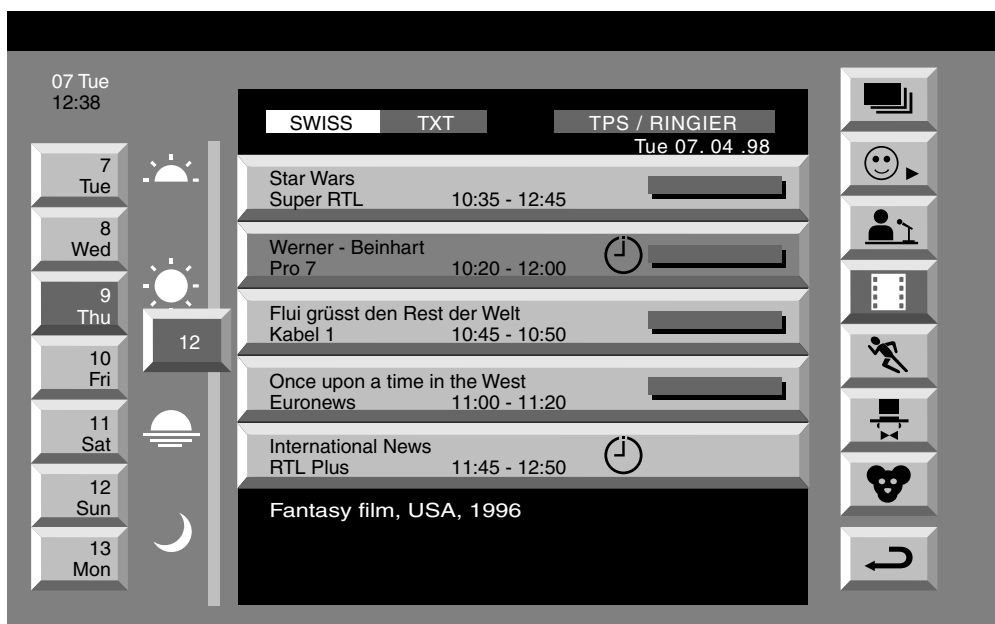 07 Tue
12:38
SWISS TXT TPS / RINGIER
Tue 07. 04 .98
7
Tue
8
Wed
9
Thu
10
Fri
11
Sat
12
Sun
13
Mon
12
Star Wars
Super RTL 10:35 - 12:45
Werner - Beinhart
Pro 7 10:20 - 12:00
Flui grüsst den Rest der Welt
Kabel 1 10:45 - 10:50
Once upon a time in the West
Euronews 11:00 - 11:20
International News
RTL Plus 11:45 - 12:50
Fantasy film, USA, 1996